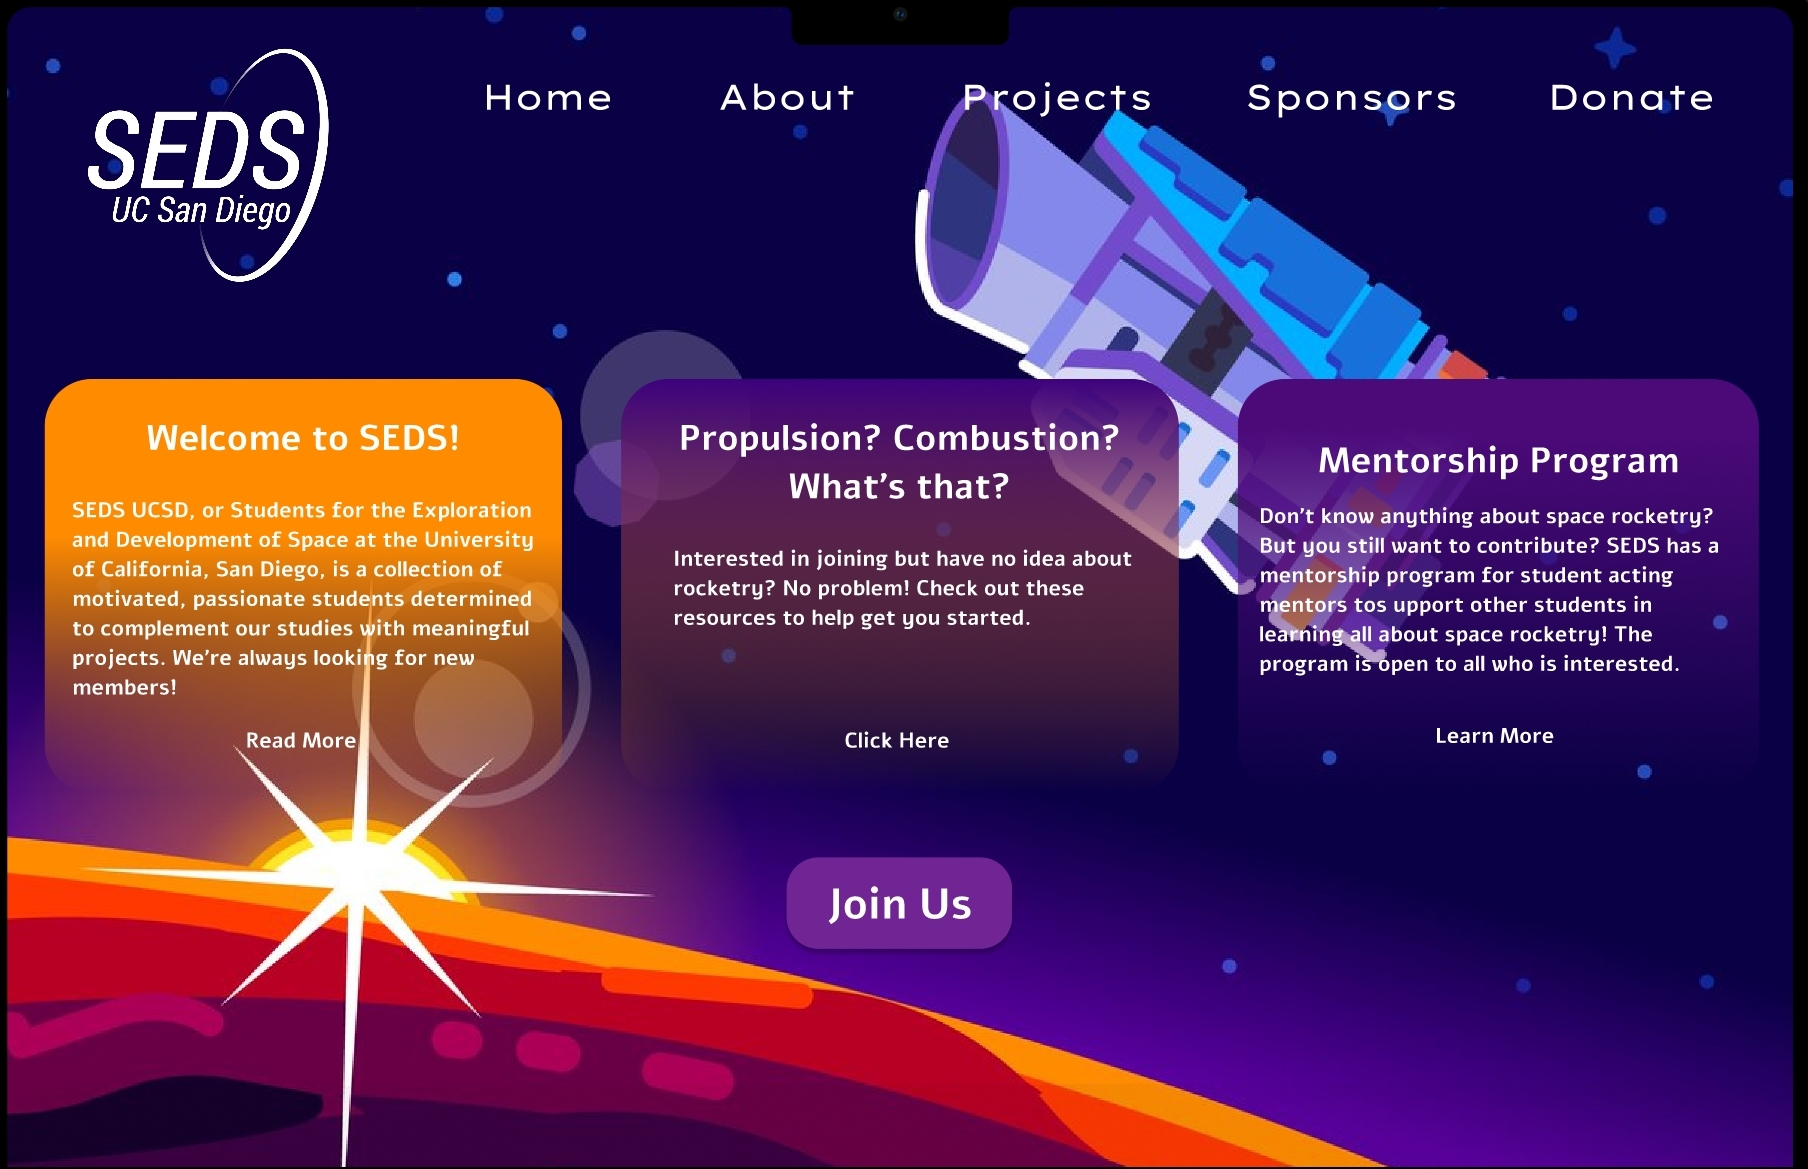 SEDS
UC San Diego
Home About Projects Sponsors Donate
Welcome to SEDS!
SEDS UCSD, or Students for the Exploration
and Development of Space at the University
of California, San Diego, is a collection of
motivated, passionate students determined
to complement our studies with meaningful
projects. We’re always looking for new
members!
Read More
Propulsion? Combustion?
What’s that?
Interested in joining but have no idea about
rocketry? No problem! Check out these
resources to help get you started.
Click Here
Mentorship Program
Don’t know anything about space rocketry?
But you still want to contribute? SEDS has a
mentorship program for student acting
mentors tos upport other students in
learning all about space rocketry! The
program is open to all who is interested.
Learn More
Join Us